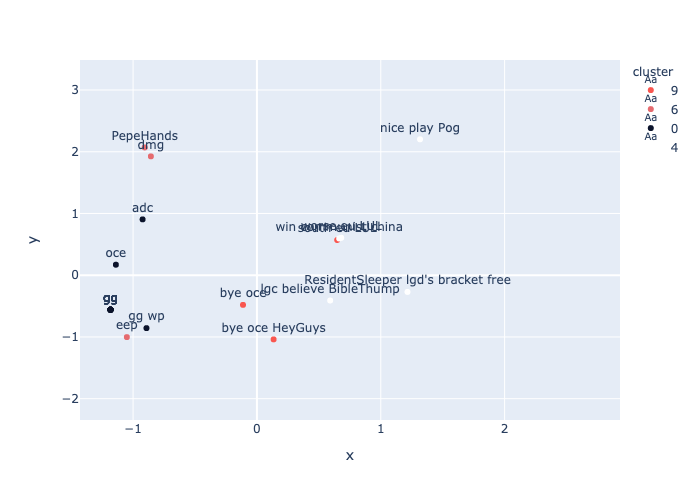 cluster
Aa
9
Aa
6
Aa
0
Aa
4
3
2
1
0
−1
−2
y
nice play Pog
PepeHands
dmg
adc
win
china
oce
ResidentSleeper lgd's bracket free
lgc believe BibleThump
bye oce
gg
gg wp
eep
bye oce HeyGuys
−1
0
1
2
x